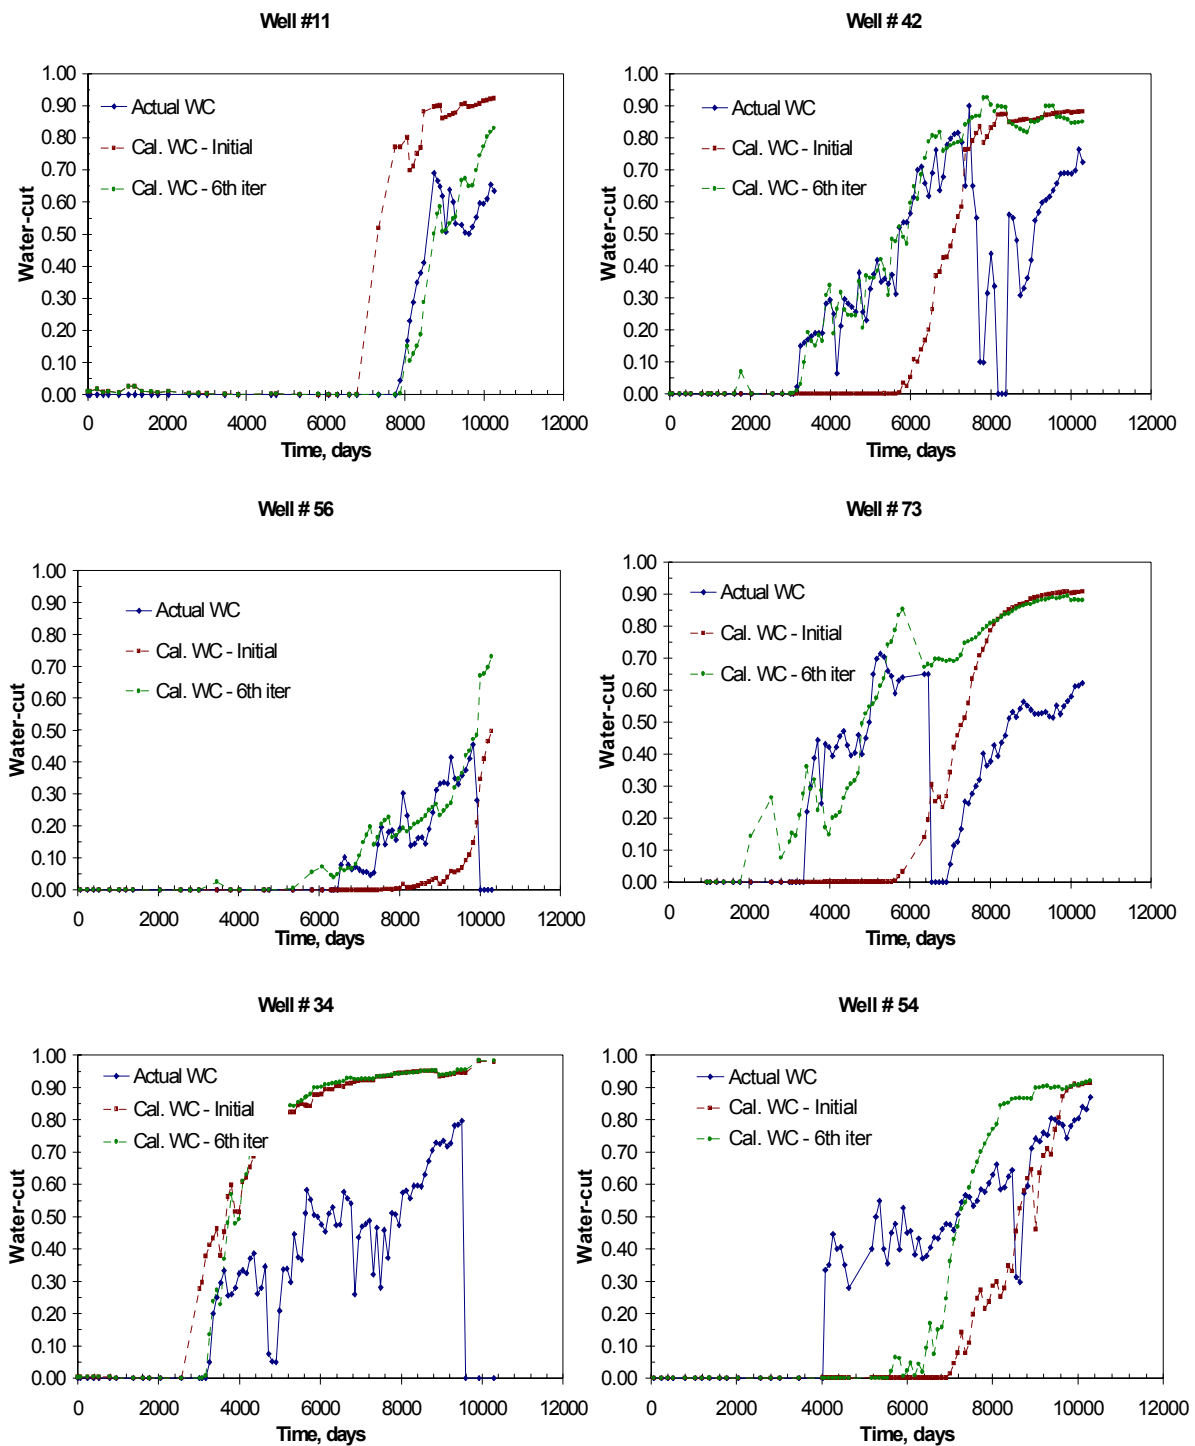 Well #11
1.00
0.90
0.80
0.70
0.60
0.50
0.40
0.30
0.20
0.10
0.00
Water-cut
Actual WC
Cal. WC - Initial
Cal. WC - 6th iter
0 2000 4000 6000 8000 10000 12000
Time, days
Well # 42
1.00
0.90
0.80
0.70
0.60
0.50
0.40
0.30
0.20
0.10
0.00
Water-cut
Actual WC
Cal. WC - Initial
Cal. WC - 6th iter
0 2000 4000 6000 8000 10000 12000
Time, days
Well # 56
1.00
0.90
0.80
0.70
0.60
0.50
0.40
0.30
0.20
0.10
0.00
Water-cut
Actual WC
Cal. WC - Initial
Cal. WC - 6th iter
0 2000 4000 6000 8000 10000 12000
Time, days
Well # 73
1.00
0.90
0.80
0.70
0.60
0.50
0.40
0.30
0.20
0.10
0.00
Water-cut
Actual WC
Cal. WC - Initial
Cal. WC - 6th iter
0 2000 4000 6000 8000 10000 12000
Time, days
Well # 34
1.00
0.90
0.80
0.70
0.60
0.50
0.40
0.30
0.20
0.10
0.00
Water-cut
Actual WC
Cal. WC - Initial
Cal. WC - 6th iter
0 2000 4000 6000 8000 10000 12000
Time, days
Well # 54
1.00
0.90
0.80
0.70
0.60
0.50
0.40
0.30
0.20
0.10
0.00
Water-cut
Actual WC
Cal. WC - Initial
Cal. WC - 6th iter
0 2000 4000 6000 8000 10000 12000
Time, days